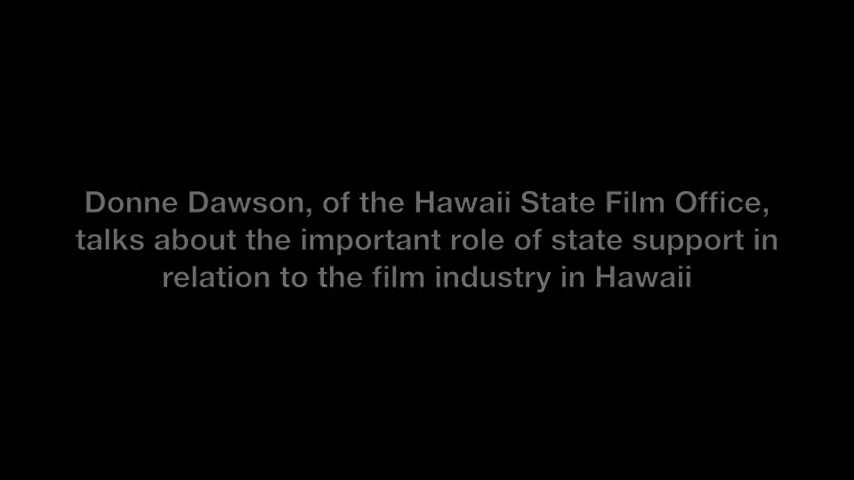 Donne Dawson, of the Hawaii State Film Office,
talks about the important role of state support in
relation to the film industry in Hawaii